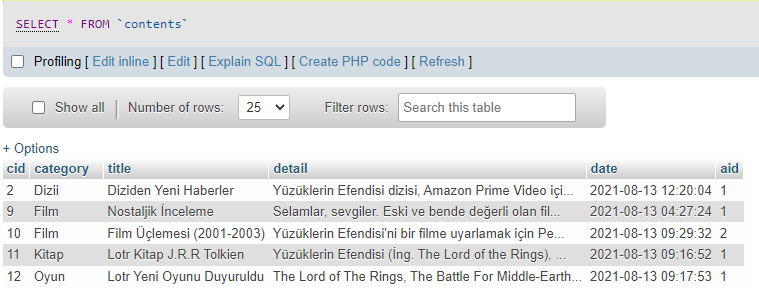 SELECT * FROM `contents`
Profiling [ Edit inline ] [ Edit ] [ Explain SQL ] [ Create PHP code ] [ Refresh ]
Show all Number of rows: 25 Filter rows: Search this table
+ Options
cid category title detail date aid
2 Dizii Diziden Yeni Haberler Yüzüklerin Efendisi dizisi, Amazon Prime Video içi... 2021-08-13 12:20:04 1
9 Film Nostaljik İnceleme Selamlar, sevgiler. Eski ve bende değerli olan fil... 2021-08-13 04:27:24 1
10 Film Film Üçlemesi (2001-2003) Yüzüklerin Efendisi'ni bir filme uyarlamak için Pe... 2021-08-13 09:29:32 2
11 Kitap Lotr Kitap J.R.R Tolkien Yüzüklerin Efendisi (İng. The Lord of the Rings), ... 2021-08-13 09:16:52 1
12 Oyun Lotr Yeni Oyunu Duyuruldu The Lord of The Rings, The Battle For Middle-Earth... 2021-08-13 09:17:53 1